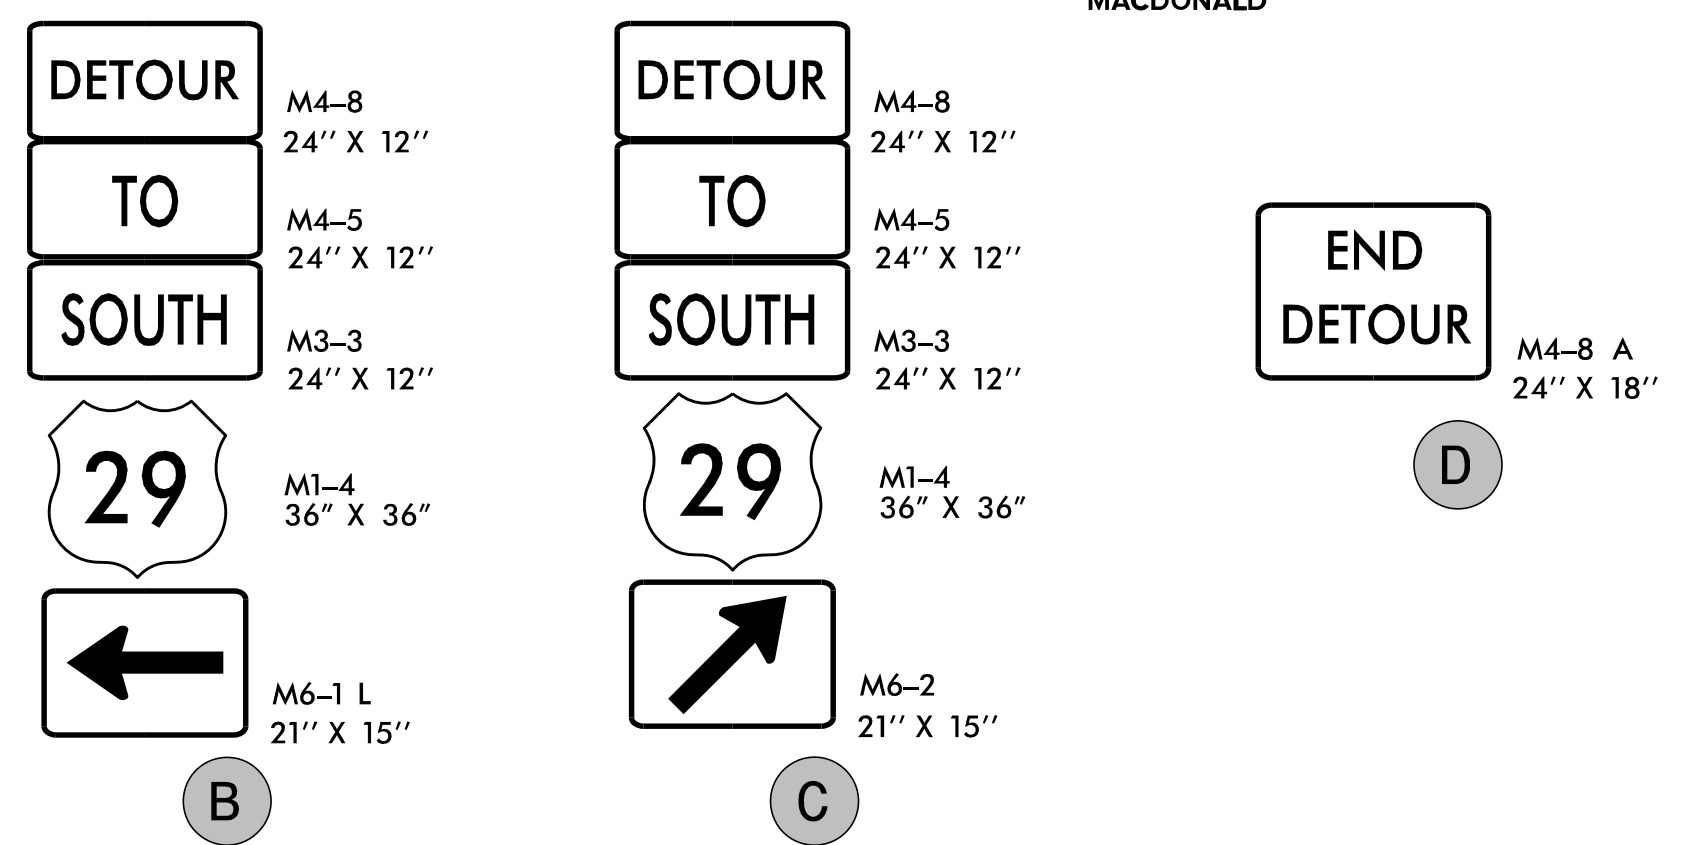 MACDONALD
DETOUR
M4–8
24'' X 12''
TO
M4–5
24'' X 12''
SOUTH
M3–3
24'' X 12''
29
M1–4
36" X 36"
M6–1 L
21'' X 15''
B
DETOUR
M4–8
24'' X 12''
TO
M4–5
24'' X 12''
SOUTH
M3–3
24'' X 12''
29
M1–4
36" X 36"
M6–2
21'' X 15''
C
END
DETOUR
M4–8 A
24'' X 18''
D